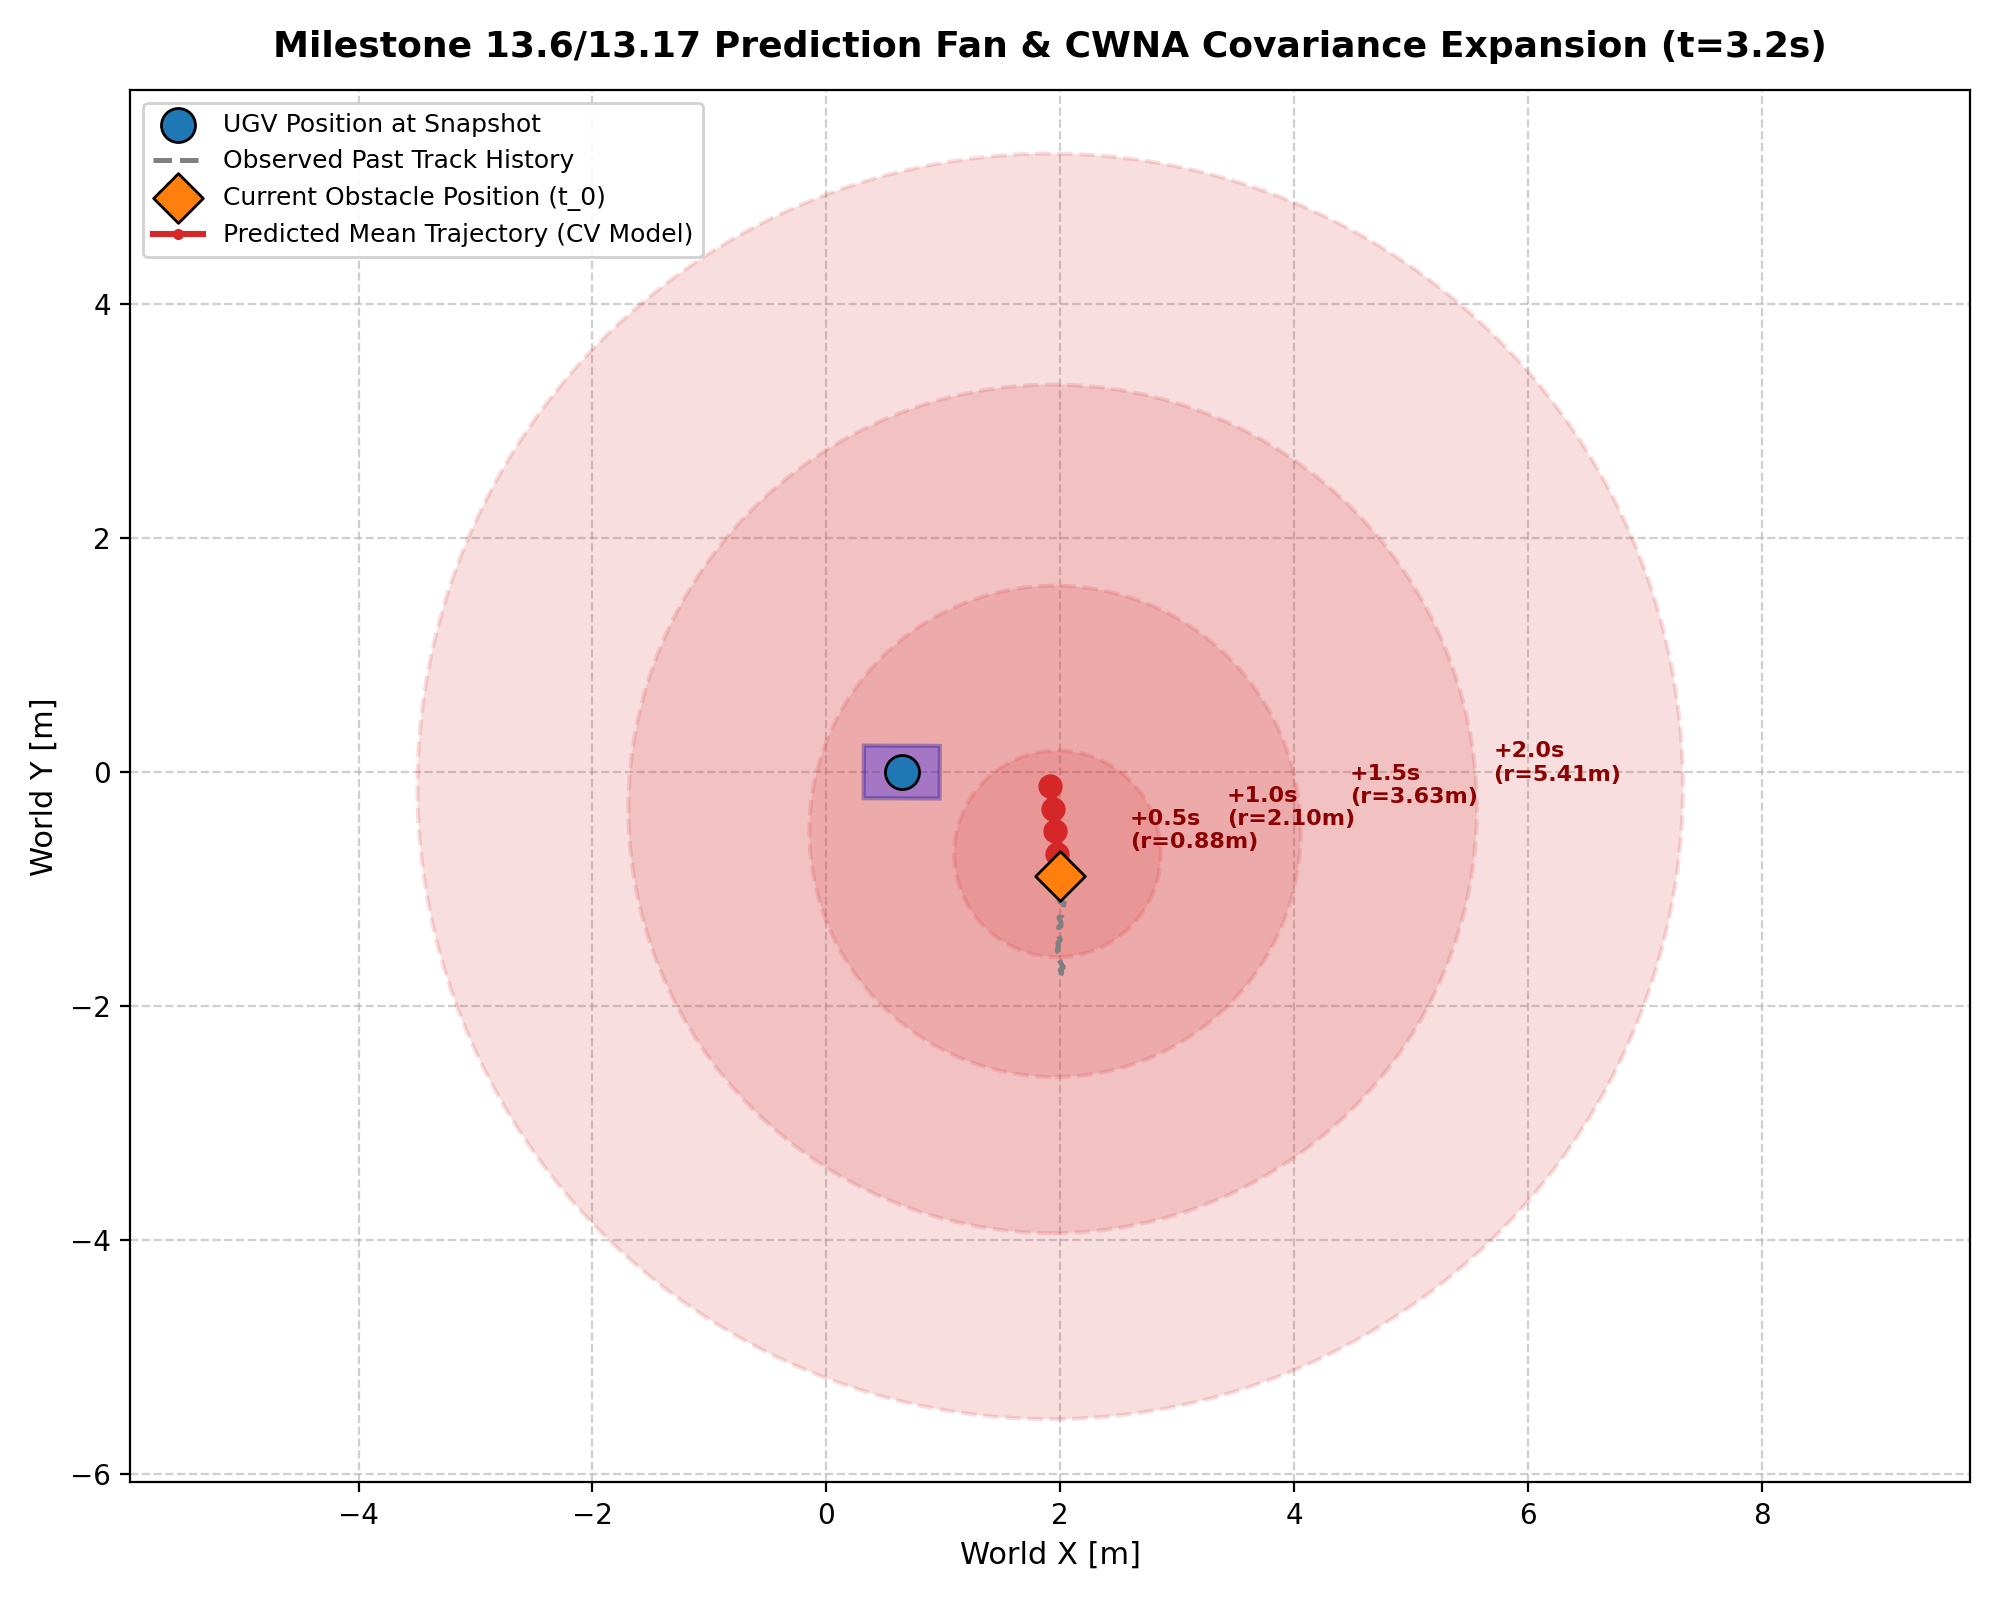 Milestone 13.6/13.17 Prediction Fan & CWNA Covariance Expansion (t=3.2s)
UGV Position at Snapshot
Observed Past Track History
Current Obstacle Position (t_0)
Predicted Mean Trajectory (CV Model)
4
2
0
−2
−4
−6
World Y [m]
+2.0s
(r=5.41m)
+1.5s
(r=3.63m)
+1.0s
(r=2.10m)
+0.5s
(r=0.88m)
−4
−2
0
2
4
6
8
World X [m]